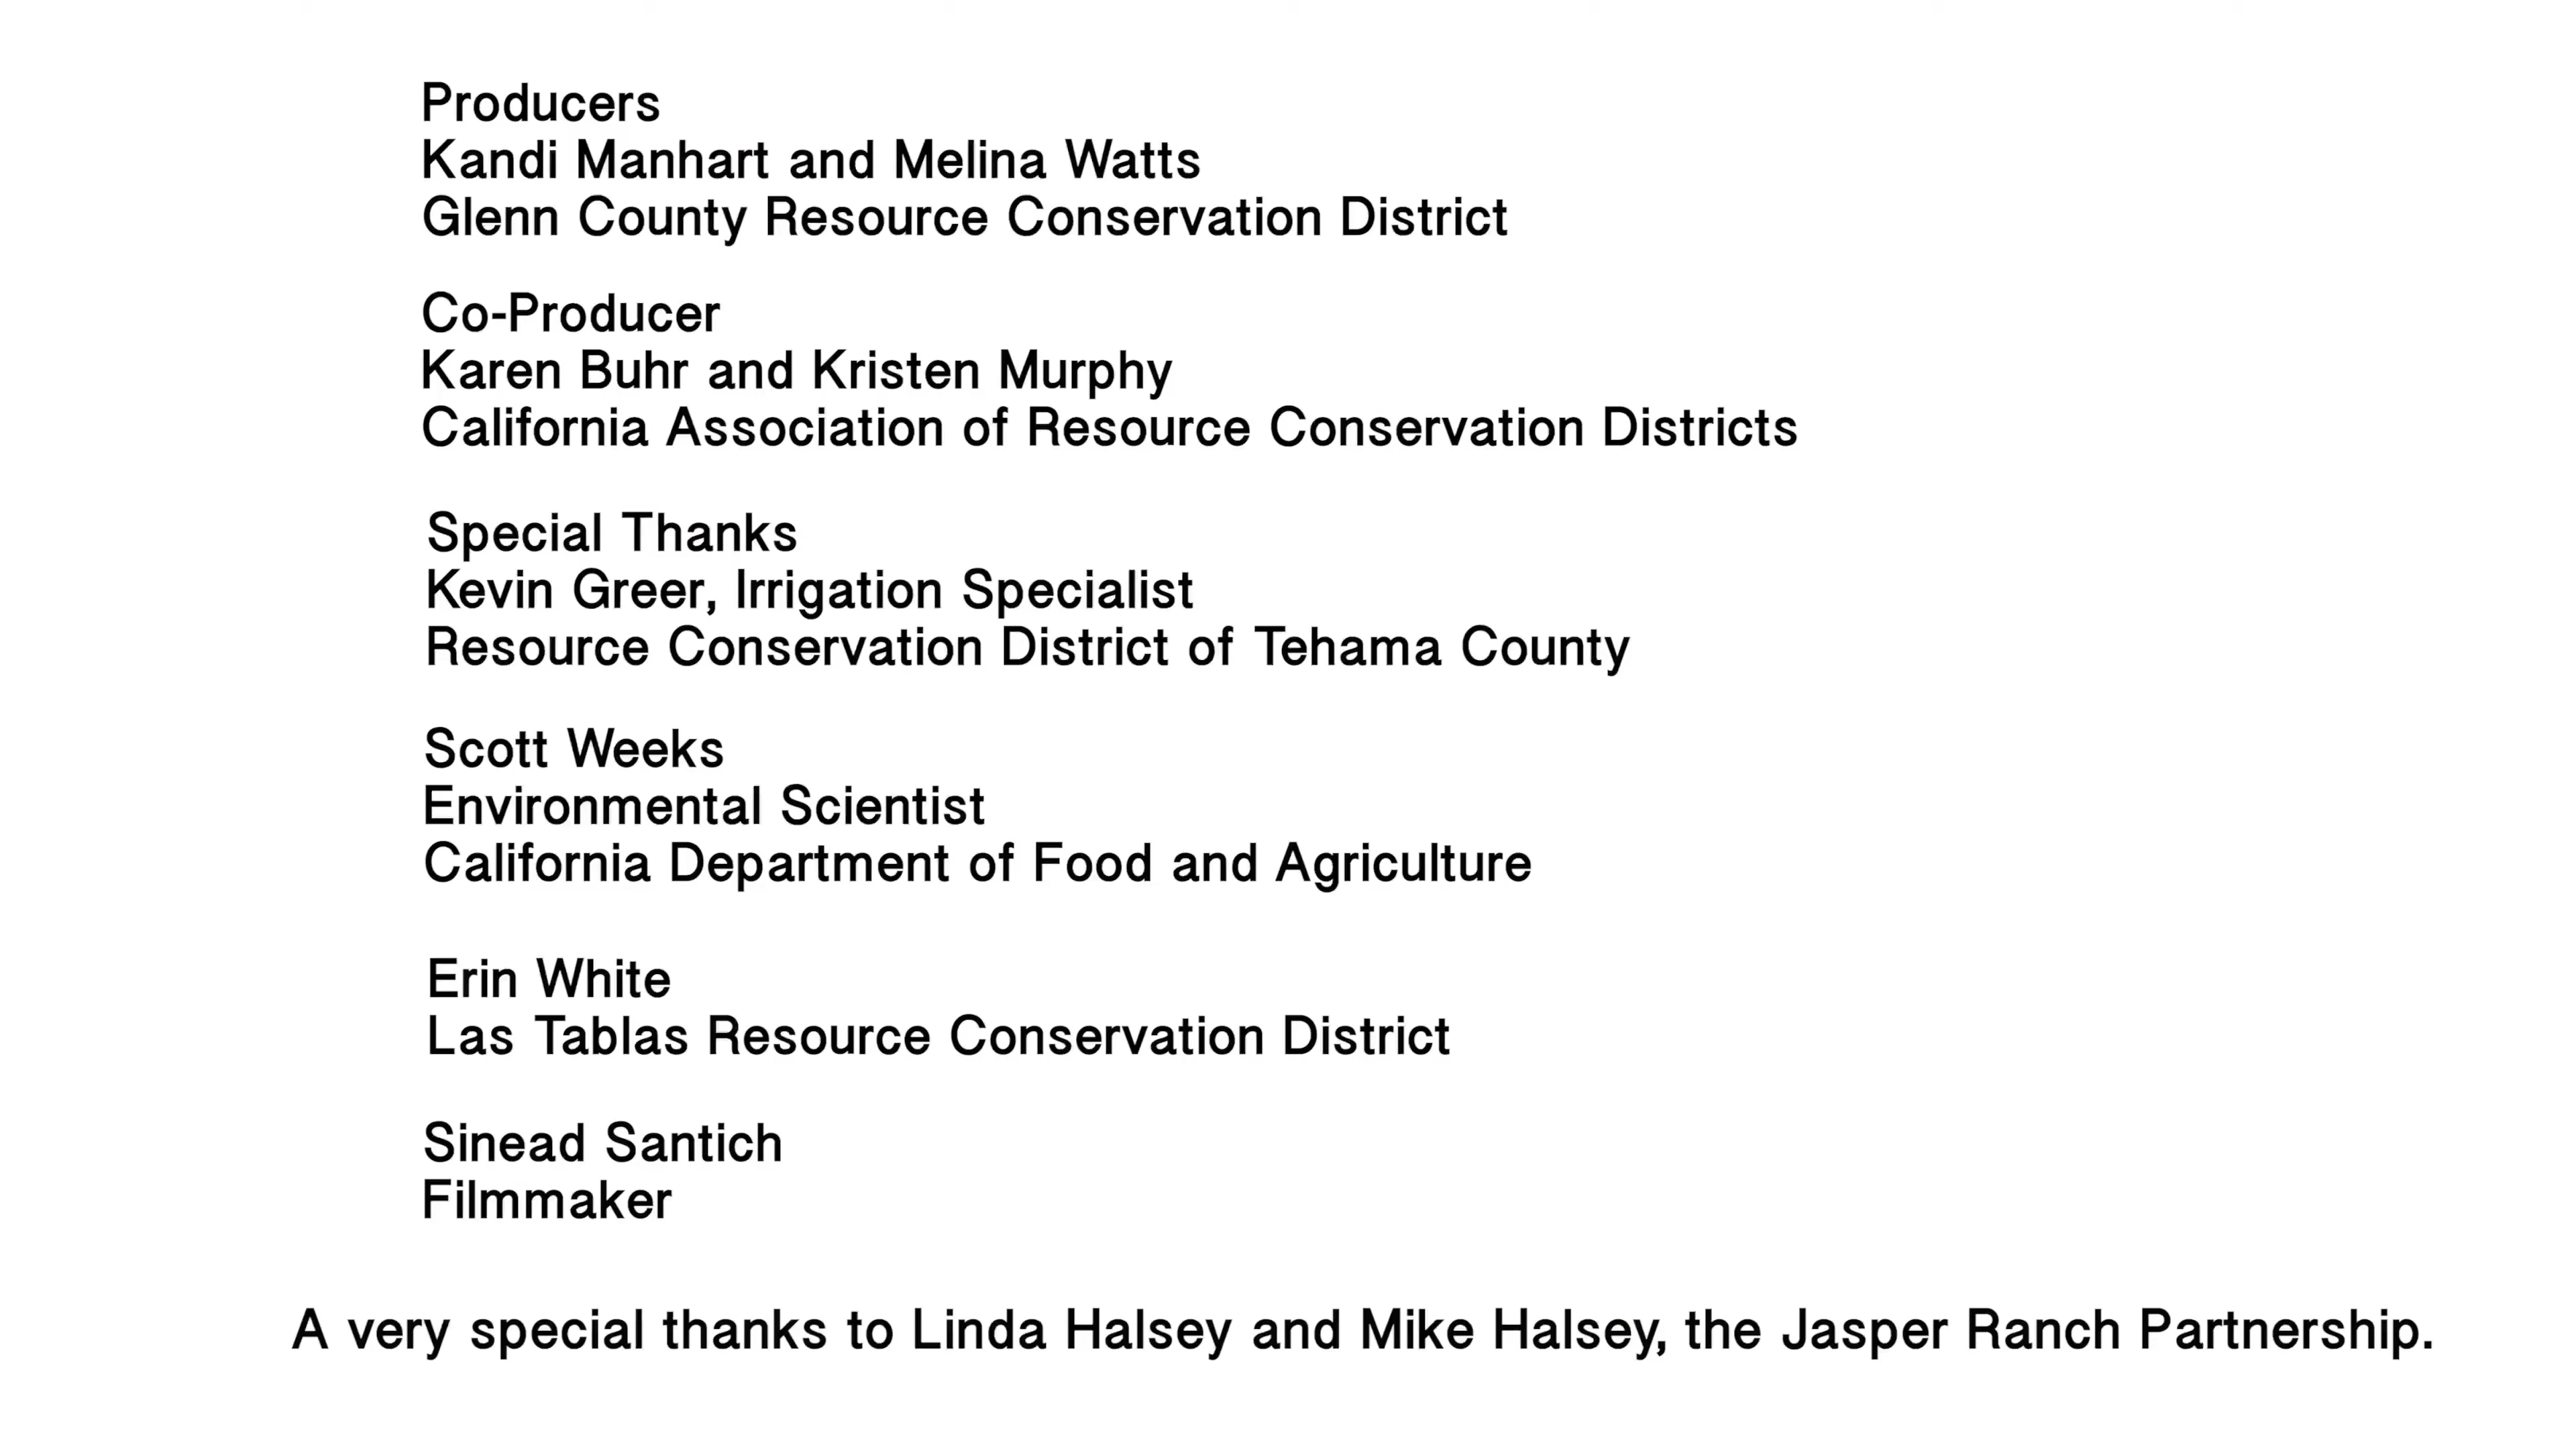 Producers
Kandi Manhart and Melina Watts
Glenn County Resource Conservation District
Co-Producer
Karen Buhr and Kristen Murphy
California Association of Resource Conservation Districts
Special Thanks
Kevin Greer, Irrigation Specialist
Resource Conservation District of Tehama County
Scott Weeks
Environmental Scientist
California Department of Food and Agriculture
Erin White
Las Tablas Resource Conservation District
Sinead Santich
Filmmaker
A very special thanks to Linda Halsey and Mike Halsey, the Jasper Ranch Partnership.